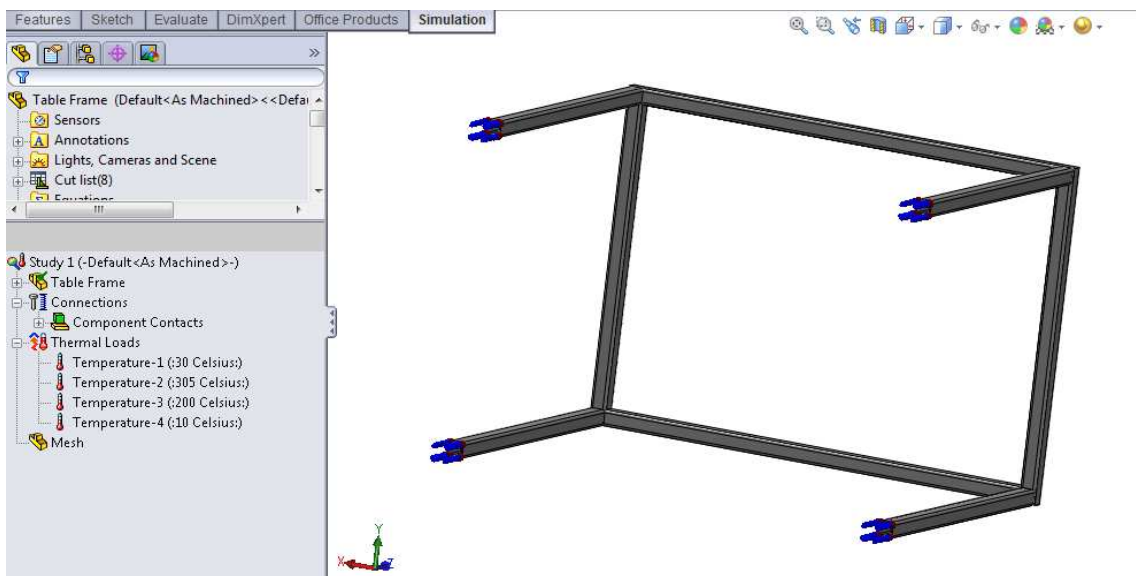 Features Sketch Evaluate DimXpert Office Products Simulation
Table Frame (Default<As Machined><<Defau
Sensors
Annotations
Lights, Cameras and Scene
Cut list(8)
Equations
Study 1 (-Default<As Machined>-)
Table Frame
Connections
Component Contacts
Thermal Loads
Temperature-1 (:30 Celsius:)
Temperature-2 (:305 Celsius:)
Temperature-3 (:200 Celsius:)
Temperature-4 (:10 Celsius:)
Mesh
Y
X
Z